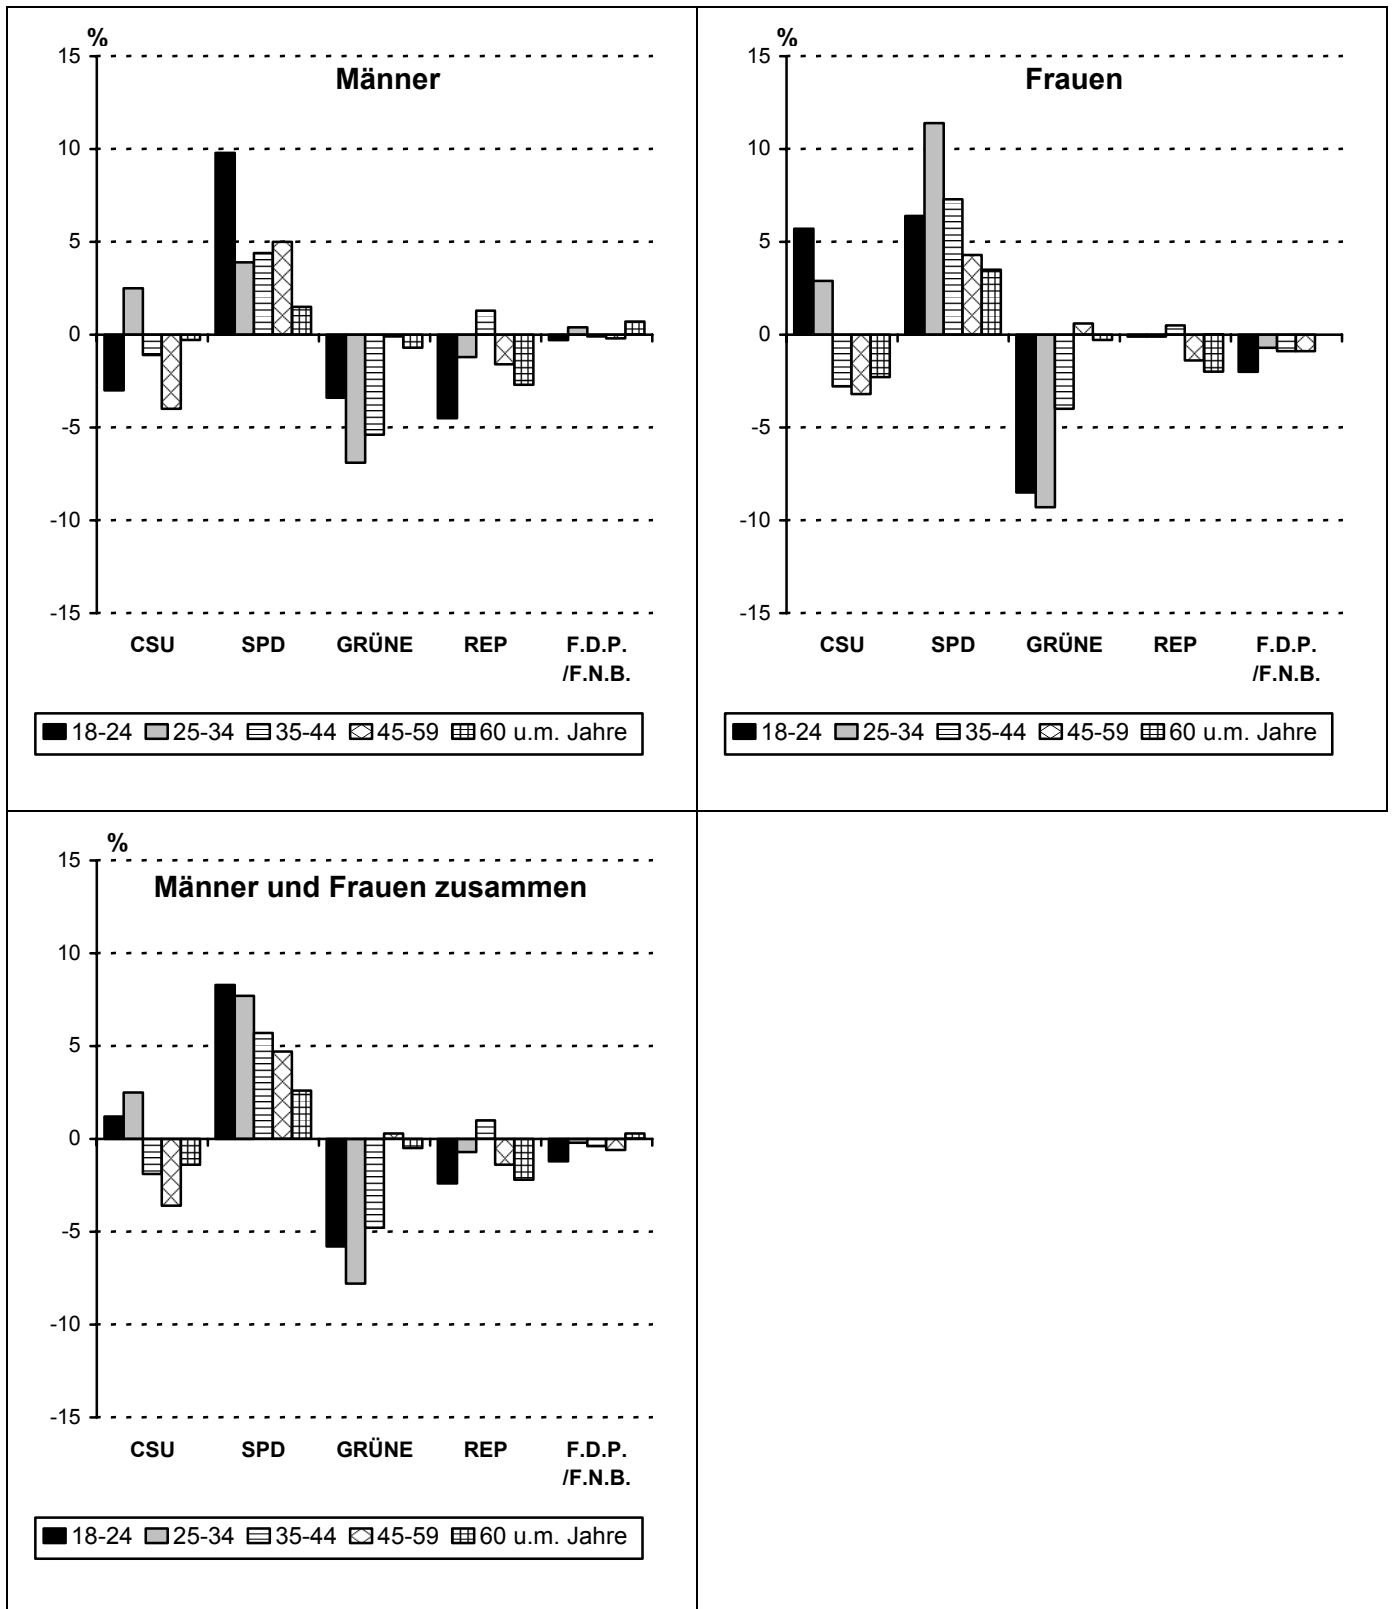 %
Männer
15
10
5
0
-5
-10
-15
CSU SPD GRÜNE REP F.D.P.
/F.N.B.
18-24 25-34 35-44 45-59 60 u.m. Jahre
%
Frauen
15
10
5
0
-5
-10
-15
CSU SPD GRÜNE REP F.D.P.
/F.N.B.
18-24 25-34 35-44 45-59 60 u.m. Jahre
%
Männer und Frauen zusammen
15
10
5
0
-5
-10
-15
CSU SPD GRÜNE REP F.D.P.
/F.N.B.
18-24 25-34 35-44 45-59 60 u.m. Jahre